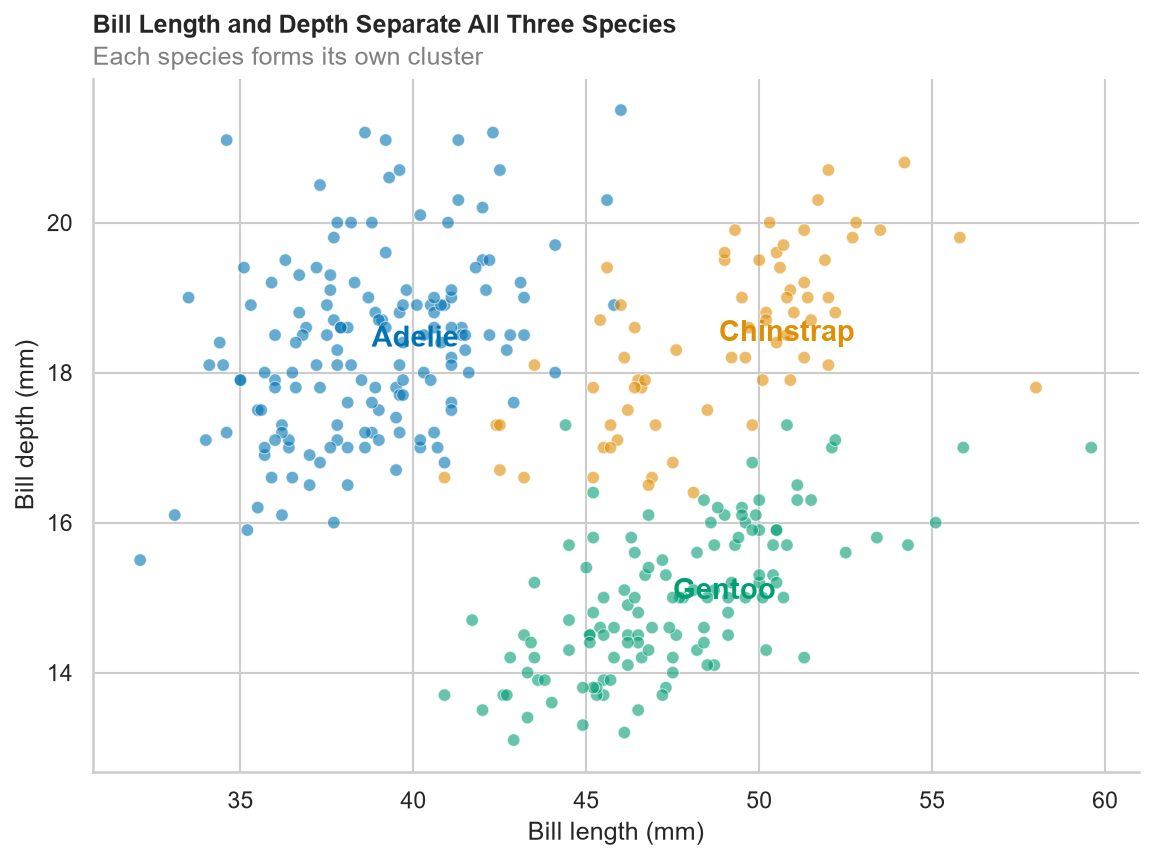 Bill Length and Depth Separate All Three Species
Each species forms its own cluster
20
18
16
14
Bill depth (mm)
Adelie
Chinstrap
Gentoo
35
40
45
50
55
60
Bill length (mm)